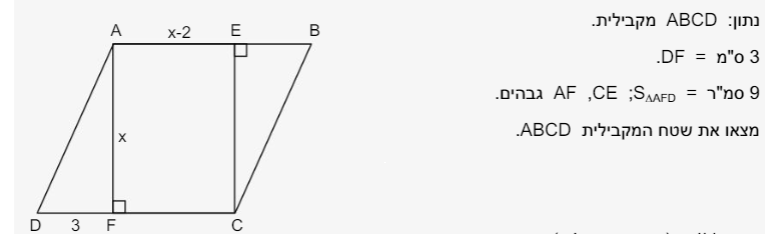 נתון: ABCD מקבילית.
3 ס"מ = DF.
9 סמ"ר = S△AFD; CE, AF גבהים.
מצאו את שטח המקבילית ABCD.
A x-2 E B
x
D 3 F C